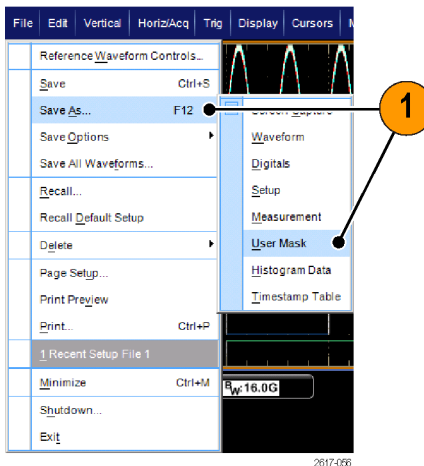 File Edit Vertical Horiz/Acq Trig Display Cursors
Reference Waveform Controls...
Save Ctrl+S
Save As... F12
Save Options
Save All Waveforms...
Recall...
Recall Default Setup
Delete
Page Setup...
Print Preview
Print... Ctrl+P
1 Recent Setup File 1
Minimize Ctrl+M
Shutdown...
Exit
Screen Capture
Waveform
Digitals
Setup
Measurement
User Mask
Histogram Data
Timestamp Table
1
BW:16.0G
2617-056